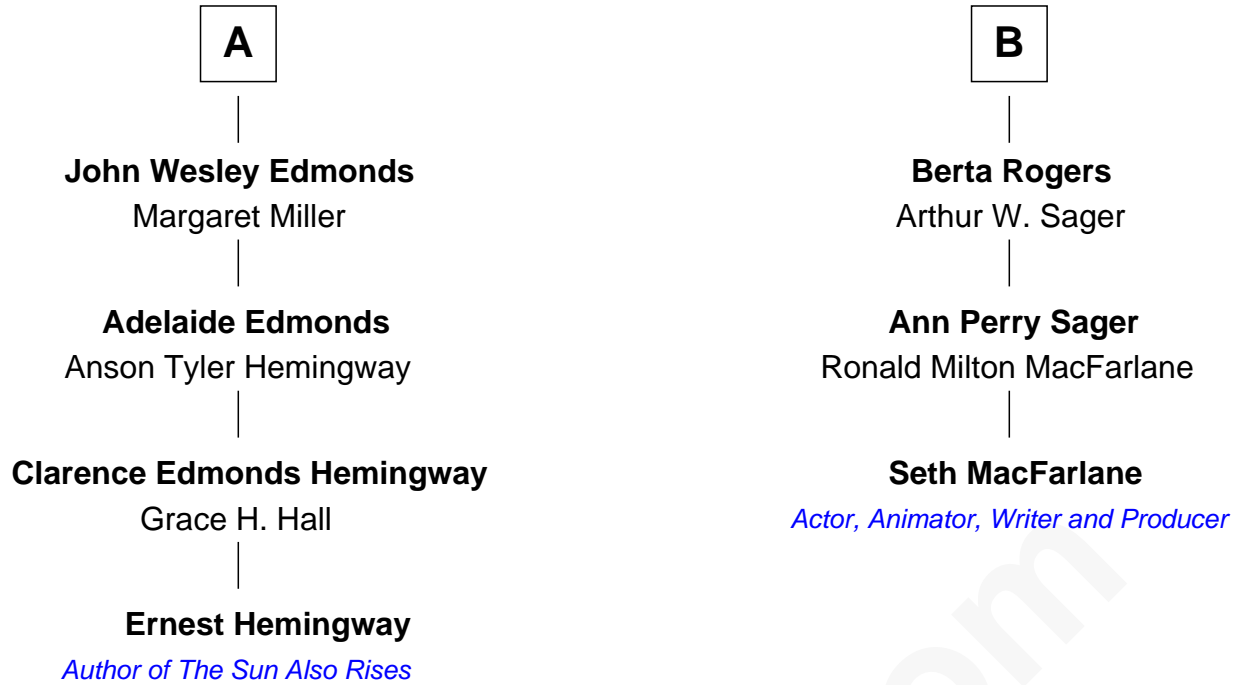 A
John Wesley Edmonds
Margaret Miller
Adelaide Edmonds
Anson Tyler Hemingway
Clarence Edmonds Hemingway
Grace H. Hall
Ernest Hemingway
Author of The Sun Also Rises
B
Berta Rogers
Arthur W. Sager
Ann Perry Sager
Ronald Milton MacFarlane
Seth MacFarlane
Actor, Animator, Writer and Producer
om